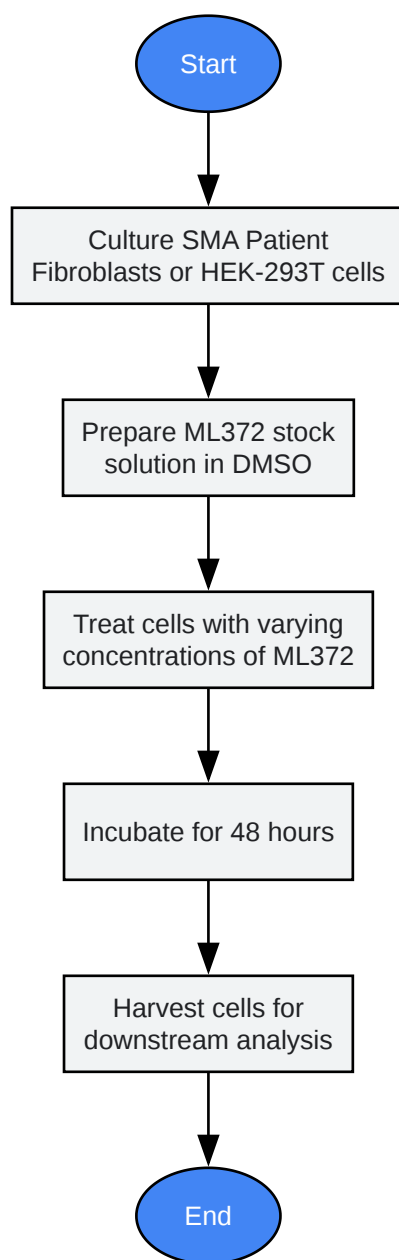 Start
Culture SMA Patient
Fibroblasts or HEK-293T cells
Prepare ML372 stock
solution in DMSO
Treat cells with varying
concentrations of ML372
Incubate for 48 hours
Harvest cells for
downstream analysis
End